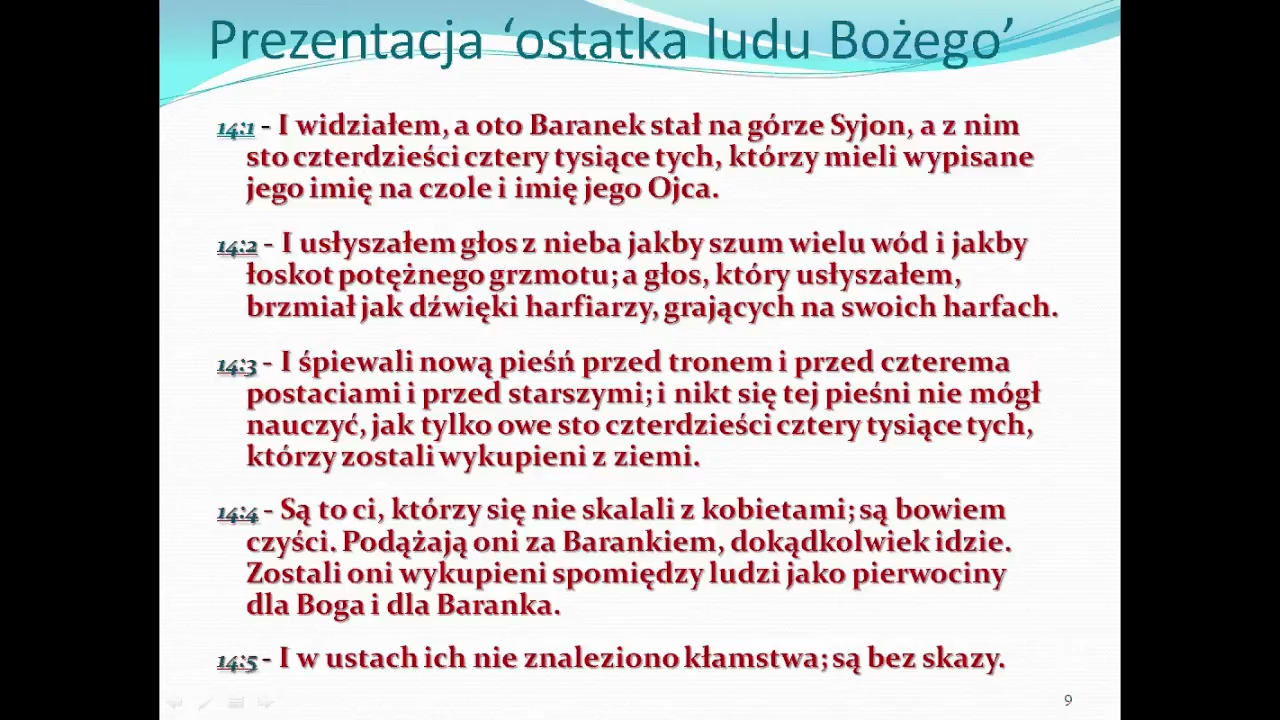 Prezentacja ‘ostatka ludu Bożego’
14:1 - I widziałem, a oto Baranek stał na górze Syjon, a z nim
sto czterdzieści cztery tysiące tych, którzy mieli wypisane
jego imię na czole i imię jego Ojca.
14:2 - I usłyszałem głos z nieba jakby szum wielu wód i jakby
łoskot potężnego grzmotu; a głos, który usłyszałem,
brzmiał jak dźwięki harfiarzy, grających na swoich harfach.
14:3 - I śpiewali nową pieśń przed tronem i przed czterema
postaciami i przed starszymi; i nikt się tej pieśni nie mógł
nauczyć, jak tylko owe sto czterdzieści cztery tysiące tych,
którzy zostali wykupieni z ziemi.
14:4 - Są to ci, którzy się nie skalali z kobietami; są bowiem
czyści. Podążają oni za Barankiem, dokądkolwiek idzie.
Zostali oni wykupieni spomiędzy ludzi jako pierwociny
dla Boga i dla Baranka.
14:5 - I w ustach ich nie znaleziono kłamstwa; są bez skazy.
9